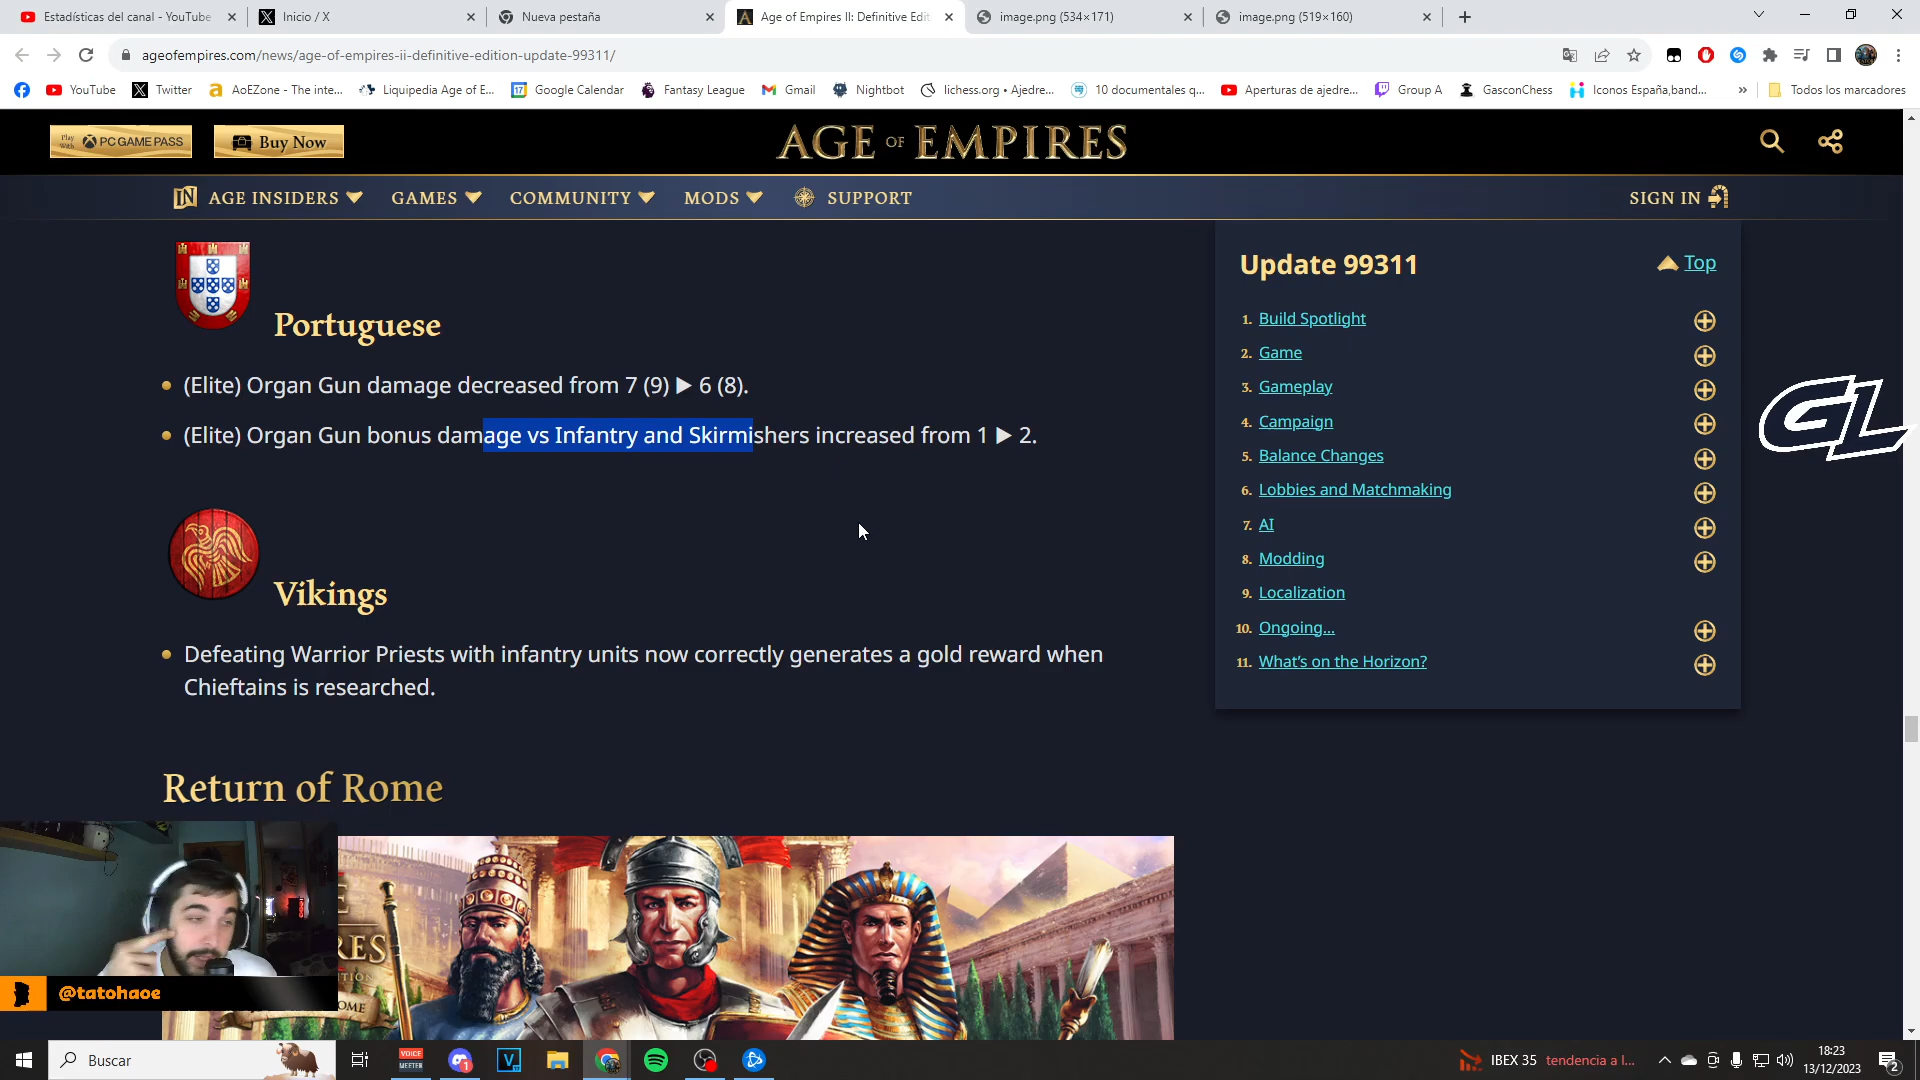 Estadísticas del canal - YouTube
Inicio / X
Nueva pestaña
Age of Empires II: Definitive Edit
image.png (534×171)
image.png (519×160)
ageofempires.com/news/age-of-empires-ii-definitive-edition-update-99311/
YouTube
Twitter
AoEZone - The inte...
Liquipedia Age of E...
Google Calendar
Fantasy League
Gmail
Nightbot
lichess.org • Ajedre...
10 documentales q...
Aperturas de ajedre...
Group A
GasconChess
Iconos España,band...
»
Todos los marcadores
Play With PC GAME PASS
Buy Now
AGE OF EMPIRES
AGE INSIDERS
GAMES
COMMUNITY
MODS
SUPPORT
SIGN IN
Portuguese
• (Elite) Organ Gun damage decreased from 7 (9) ► 6 (8).
• (Elite) Organ Gun bonus damage vs Infantry and Skirmishers increased from 1 ► 2.
Vikings
• Defeating Warrior Priests with infantry units now correctly generates a gold reward when
Chieftains is researched.
Return of Rome
Update 99311
Top
1. Build Spotlight
2. Game
3. Gameplay
4. Campaign
5. Balance Changes
6. Lobbies and Matchmaking
7. AI
8. Modding
9. Localization
10. Ongoing...
11. What's on the Horizon?
GL
@tatohaoe
Buscar
VOICE MEETER
IBEX 35 tendencia a l...
18:23
13/12/2023
2